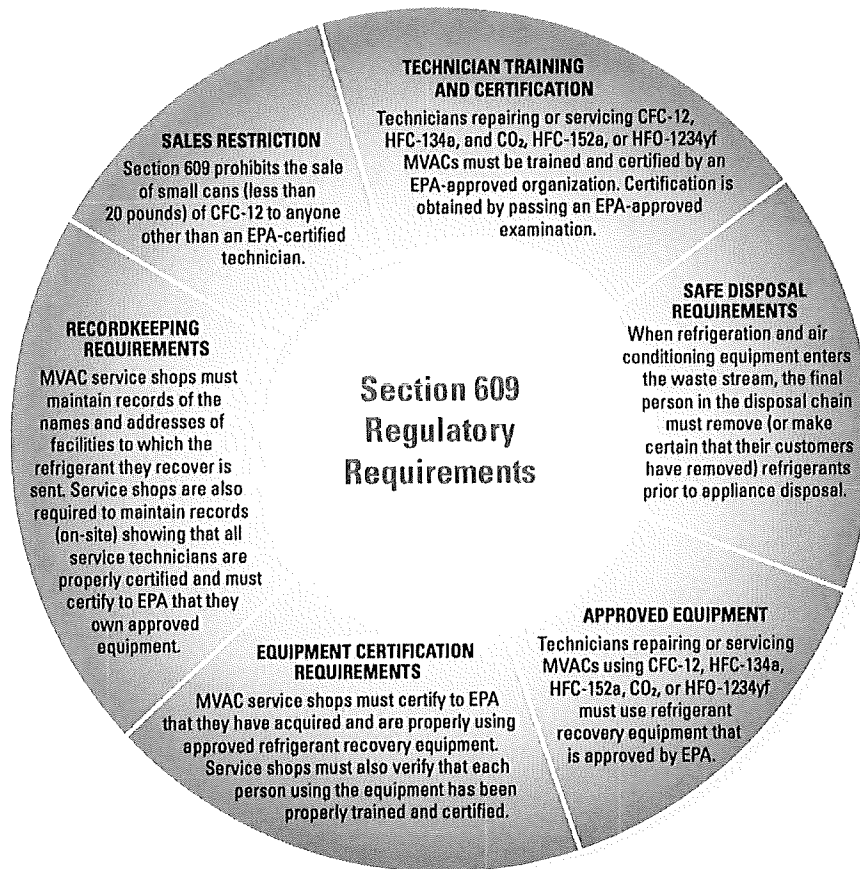 TECHNICIAN TRAINING
AND CERTIFICATION
Technicians repairing or servicing CFC-12,
HFC-134a, and CO₂, HFC-152a, or HFO-1234yf
MVACs must be trained and certified by an
EPA-approved organization. Certification is
obtained by passing an EPA-approved
examination.
SAFE DISPOSAL
REQUIREMENTS
When refrigeration and air
conditioning equipment enters
the waste stream, the final
person in the disposal chain
must remove (or make
certain that their customers
have removed) refrigerants
prior to appliance disposal.
APPROVED EQUIPMENT
Technicians repairing or servicing
MVACs using CFC-12, HFC-134a,
HFC-152a, CO₂, or HFO-1234yf
must use refrigerant
recovery equipment that
is approved by EPA.
EQUIPMENT CERTIFICATION
REQUIREMENTS
MVAC service shops must certify to EPA
that they have acquired and are properly using
approved refrigerant recovery equipment.
Service shops must also verify that each
person using the equipment has been
properly trained and certified.
RECORDKEEPING
REQUIREMENTS
MVAC service shops must
maintain records of the
names and addresses of
facilities to which the
refrigerant they recover is
sent. Service shops are also
required to maintain records
(on-site) showing that all
service technicians are
properly certified and must
certify to EPA that they
own approved
equipment.
SALES RESTRICTION
Section 609 prohibits the sale
of small cans (less than
20 pounds) of CFC-12 to anyone
other than an EPA-certified
technician.
Section 609
Regulatory
Requirements